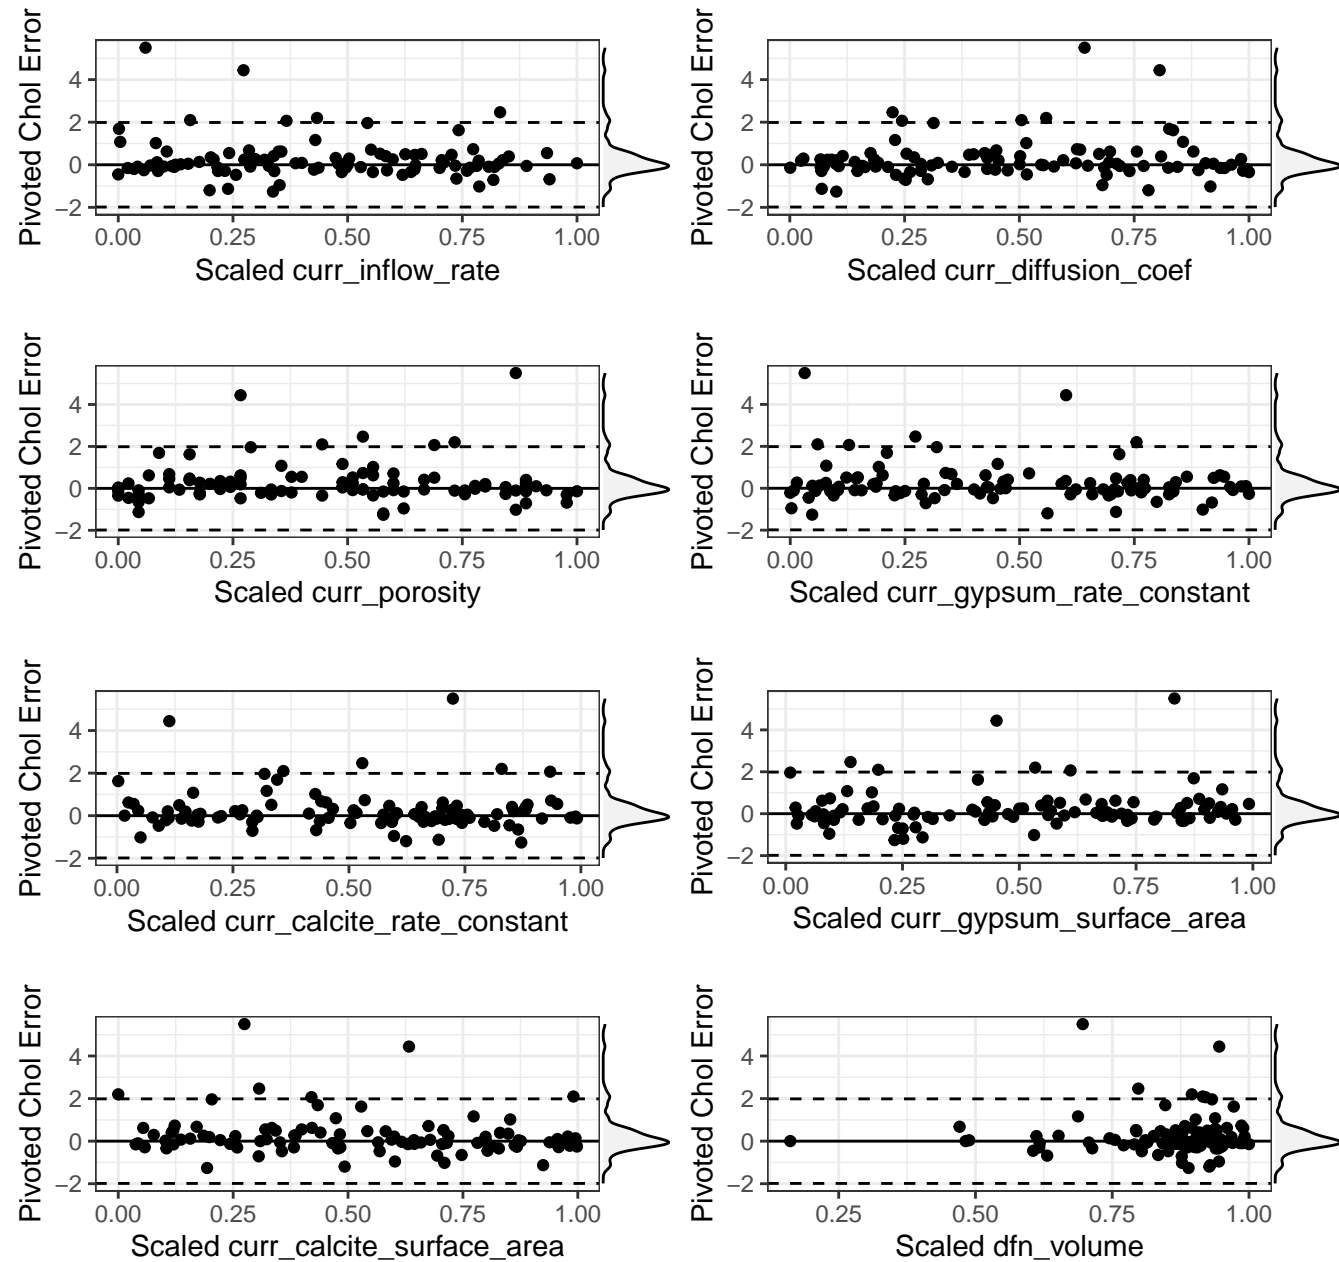 Pivoted Chol Error
4
2
0
−2
0.00 0.25 0.50 0.75 1.00
Scaled curr_inflow_rate
Pivoted Chol Error
4
2
0
−2
0.00 0.25 0.50 0.75 1.00
Scaled curr_diffusion_coef
Pivoted Chol Error
4
2
0
−2
0.00 0.25 0.50 0.75 1.00
Scaled curr_porosity
Pivoted Chol Error
4
2
0
−2
0.00 0.25 0.50 0.75 1.00
Scaled curr_gypsum_rate_constant
Pivoted Chol Error
4
2
0
−2
0.00 0.25 0.50 0.75 1.00
Scaled curr_calcite_rate_constant
Pivoted Chol Error
4
2
0
−2
0.00 0.25 0.50 0.75 1.00
Scaled curr_gypsum_surface_area
Pivoted Chol Error
4
2
0
−2
0.00 0.25 0.50 0.75 1.00
Scaled curr_calcite_surface_area
Pivoted Chol Error
4
2
0
−2
0.25 0.50 0.75 1.00
Scaled dfn_volume